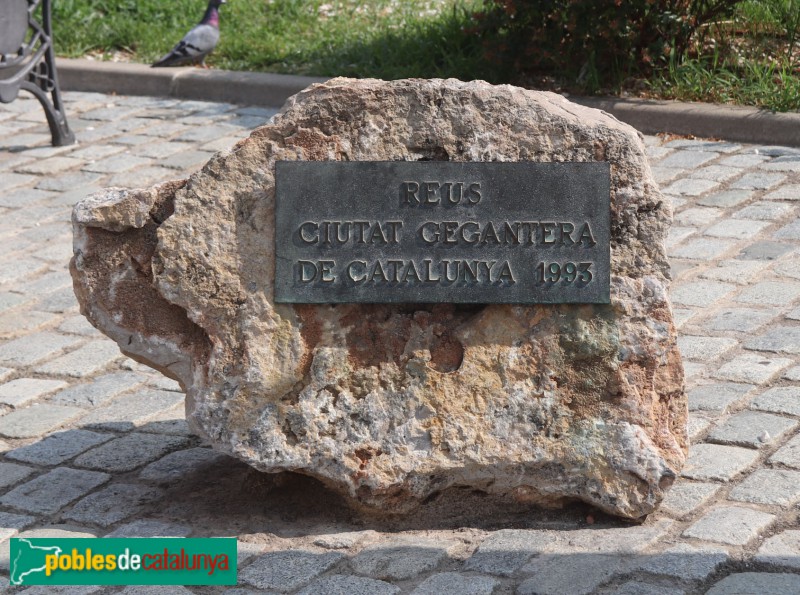 REUS
CIUTAT GEGANTERA
DE CATALUNYA 1993
poblesdecatalunya